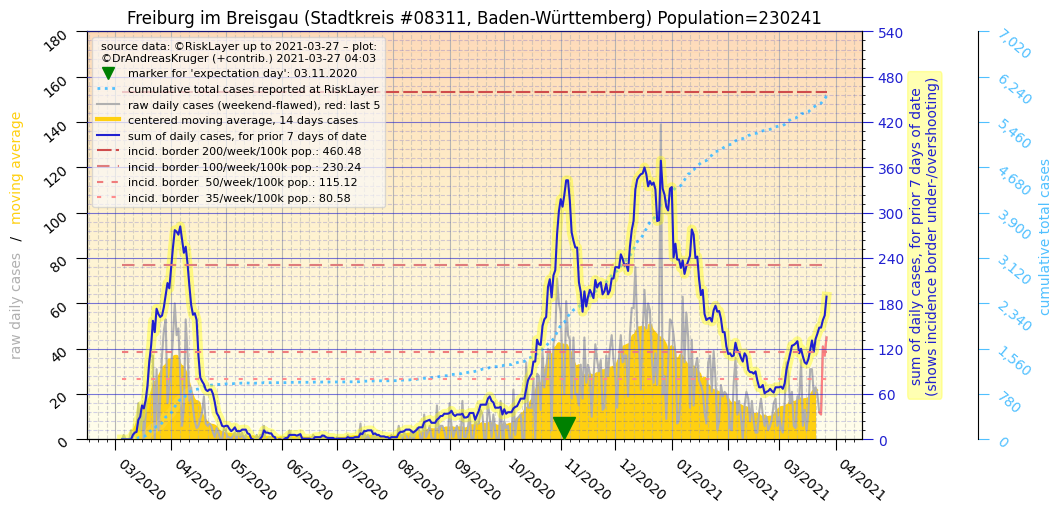 Freiburg im Breisgau (Stadtkreis #08311, Baden-Württemberg) Population=230241
source data: ©RiskLayer up to 2021-03-27 – plot:
©DrAndreasKruger (+contrib.) 2021-03-27 04:03
marker for 'expectation day': 03.11.2020
cumulative total cases reported at RiskLayer
raw daily cases (weekend-flawed), red: last 5
centered moving average, 14 days cases
sum of daily cases, for prior 7 days of date
incid. border 200/week/100k pop.: 460.48
incid. border 100/week/100k pop.: 230.24
incid. border  50/week/100k pop.: 115.12
incid. border  35/week/100k pop.: 80.58
raw daily cases  /  moving average
180
160
140
120
100
80
60
40
20
0
03/2020
04/2020
05/2020
06/2020
07/2020
08/2020
09/2020
10/2020
11/2020
12/2020
01/2021
02/2021
03/2021
04/2021
540
480
420
360
300
240
180
120
60
0
sum of daily cases, for prior 7 days of date
(shows incidence border under-/overshooting)
7,020
6,240
5,460
4,680
3,900
3,120
2,340
1,560
780
0
cumulative total cases